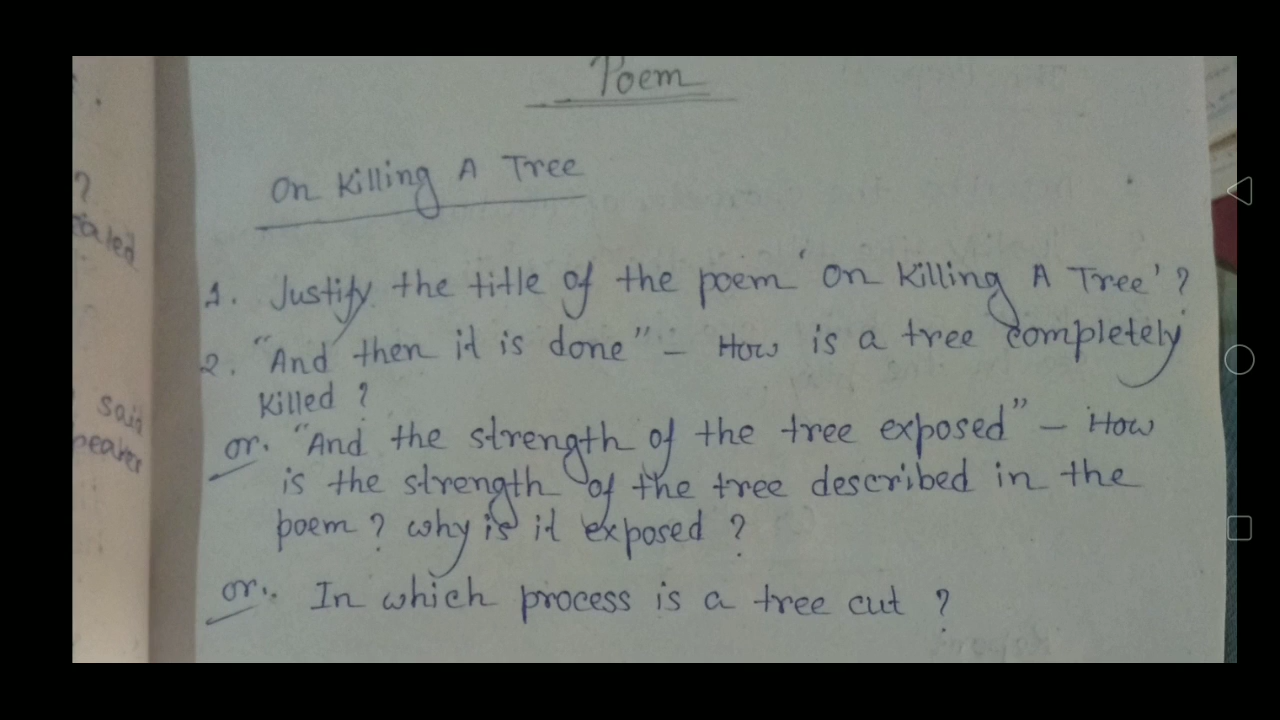 Poem
On Killing A Tree
1. Justify the title of the poem 'On Killing A Tree'?
2. "And then it is done" – How is a tree completely
killed ?
or. "And the strength of the tree exposed" – How
is the strength of the tree described in the
poem ? why is it exposed ?
or.. In which process is a tree cut ?
?
said